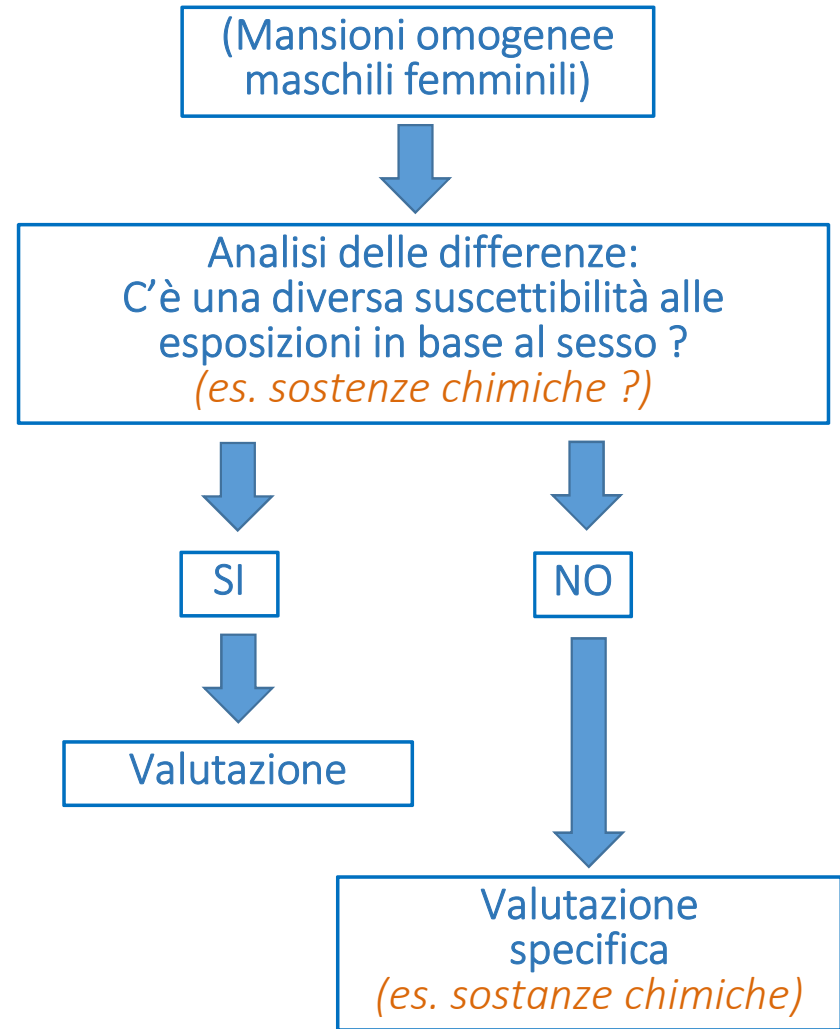 (Mansioni omogenee
maschili femminili)
Analisi delle differenze:
C'è una diversa suscettibilità alle
esposizioni in base al sesso ?
(es. sostenze chimiche ?)
SI
NO
Valutazione
Valutazione
specifica
(es. sostanze chimiche)